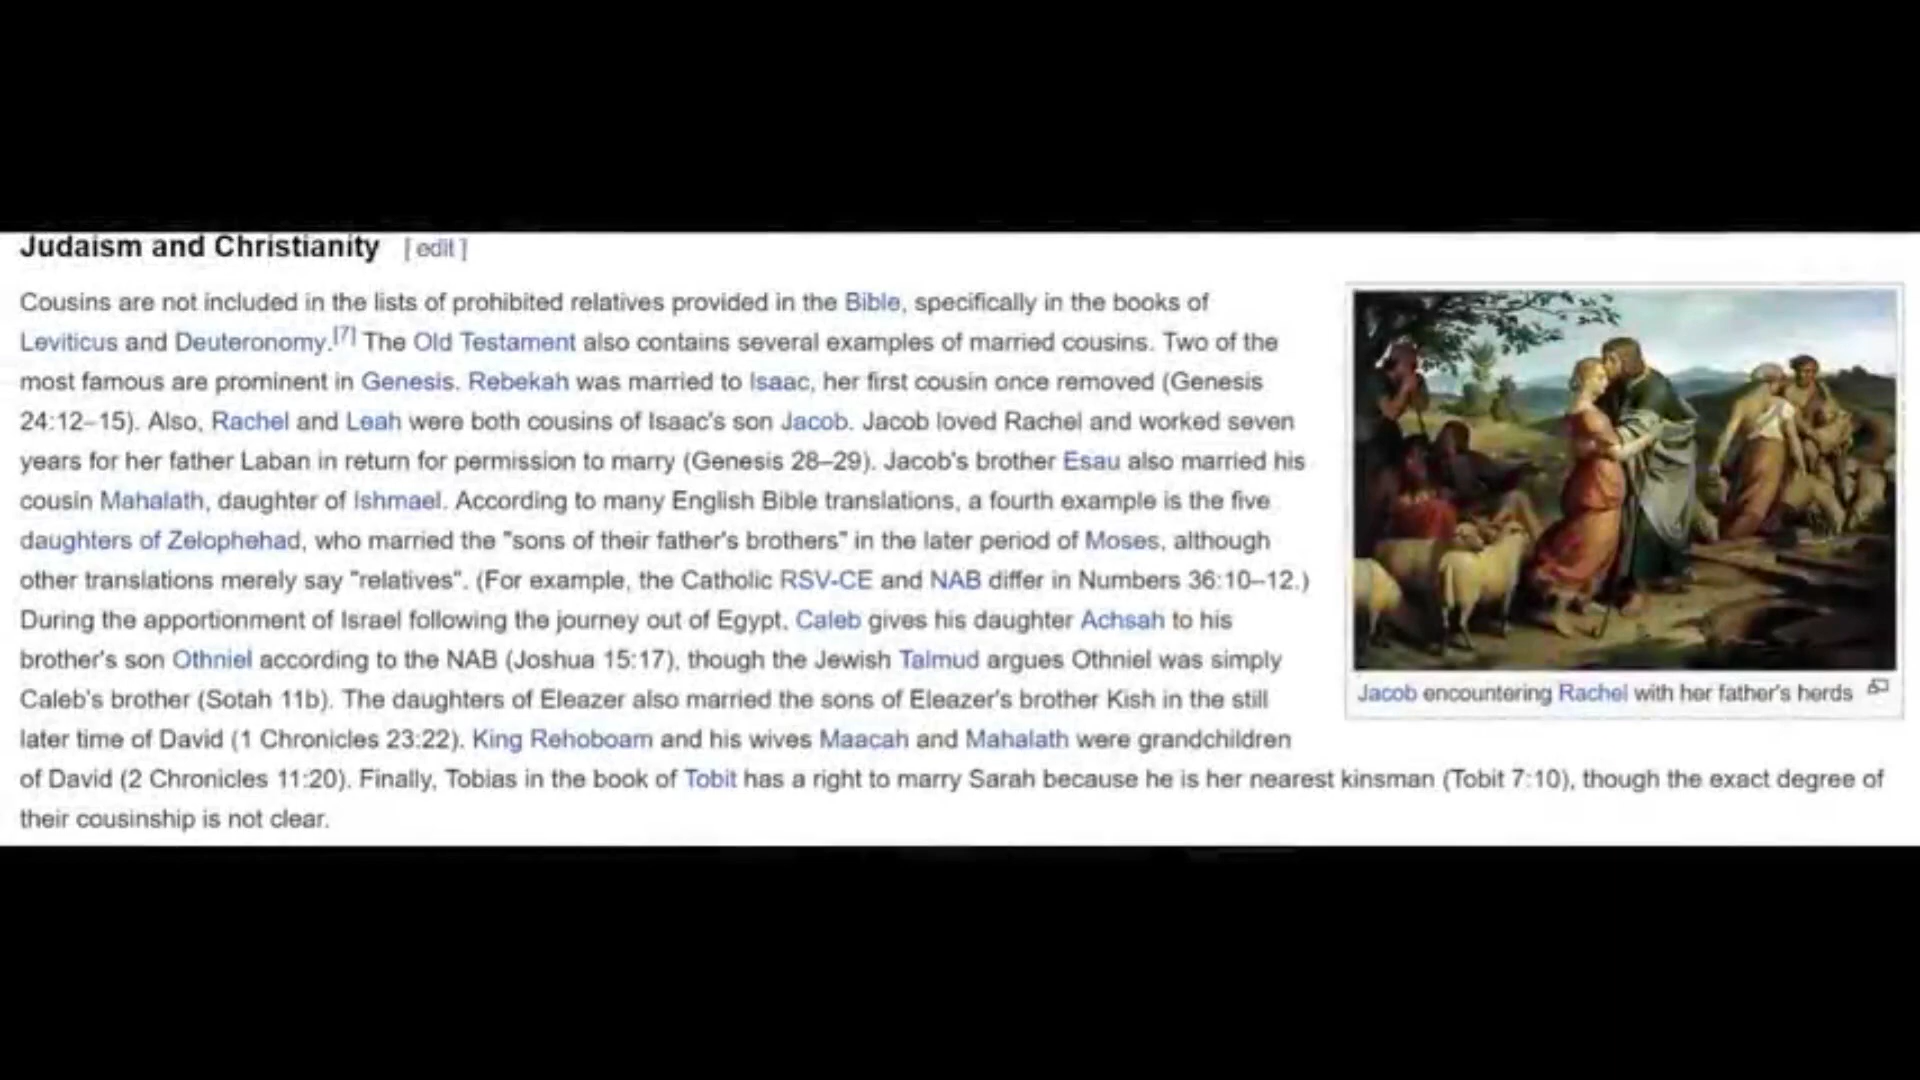 Judaism and Christianity [edit]
Cousins are not included in the lists of prohibited relatives provided in the Bible, specifically in the books of
Leviticus and Deuteronomy.[7] The Old Testament also contains several examples of married cousins. Two of the
most famous are prominent in Genesis. Rebekah was married to Isaac, her first cousin once removed (Genesis
24:12–15). Also, Rachel and Leah were both cousins of Isaac's son Jacob. Jacob loved Rachel and worked seven
years for her father Laban in return for permission to marry (Genesis 28–29). Jacob's brother Esau also married his
cousin Mahalath, daughter of Ishmael. According to many English Bible translations, a fourth example is the five
daughters of Zelophehad, who married the "sons of their father's brothers" in the later period of Moses, although
other translations merely say "relatives". (For example, the Catholic RSV-CE and NAB differ in Numbers 36:10–12.)
During the apportionment of Israel following the journey out of Egypt, Caleb gives his daughter Achsah to his
brother's son Othniel according to the NAB (Joshua 15:17), though the Jewish Talmud argues Othniel was simply
Caleb's brother (Sotah 11b). The daughters of Eleazer also married the sons of Eleazer's brother Kish in the still
later time of David (1 Chronicles 23:22). King Rehoboam and his wives Maacah and Mahalath were grandchildren
of David (2 Chronicles 11:20). Finally, Tobias in the book of Tobit has a right to marry Sarah because he is her nearest kinsman (Tobit 7:10), though the exact degree of
their cousinship is not clear.
Jacob encountering Rachel with her father's herds